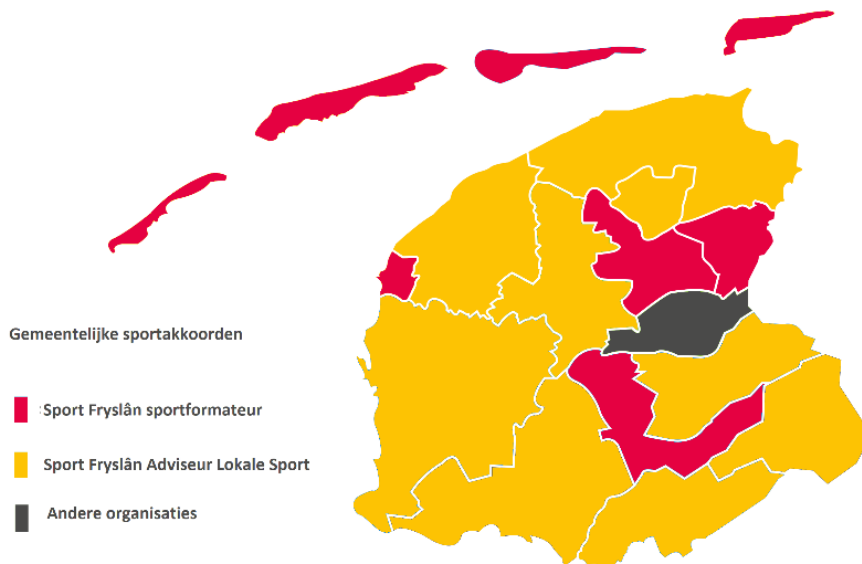 Gemeentelijke sportakkoorden
Sport Fryslân sportformateur
Sport Fryslân Adviseur Lokale Sport
Andere organisaties